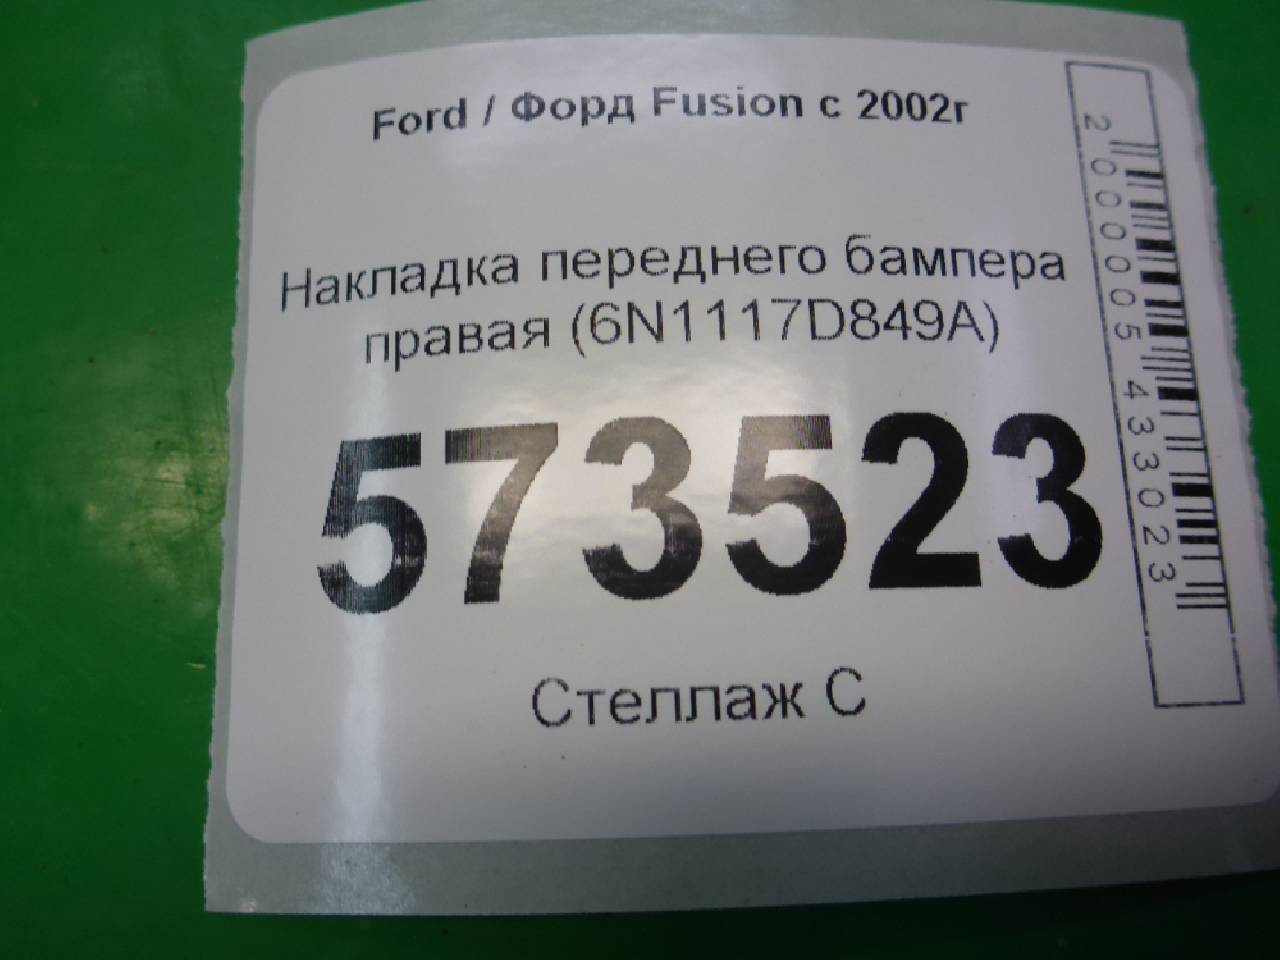 Ford / Форд Fusion с 2002г
Накладка переднего бампера
правая (6N1117D849A)
573523
Стеллаж С
2000005433023